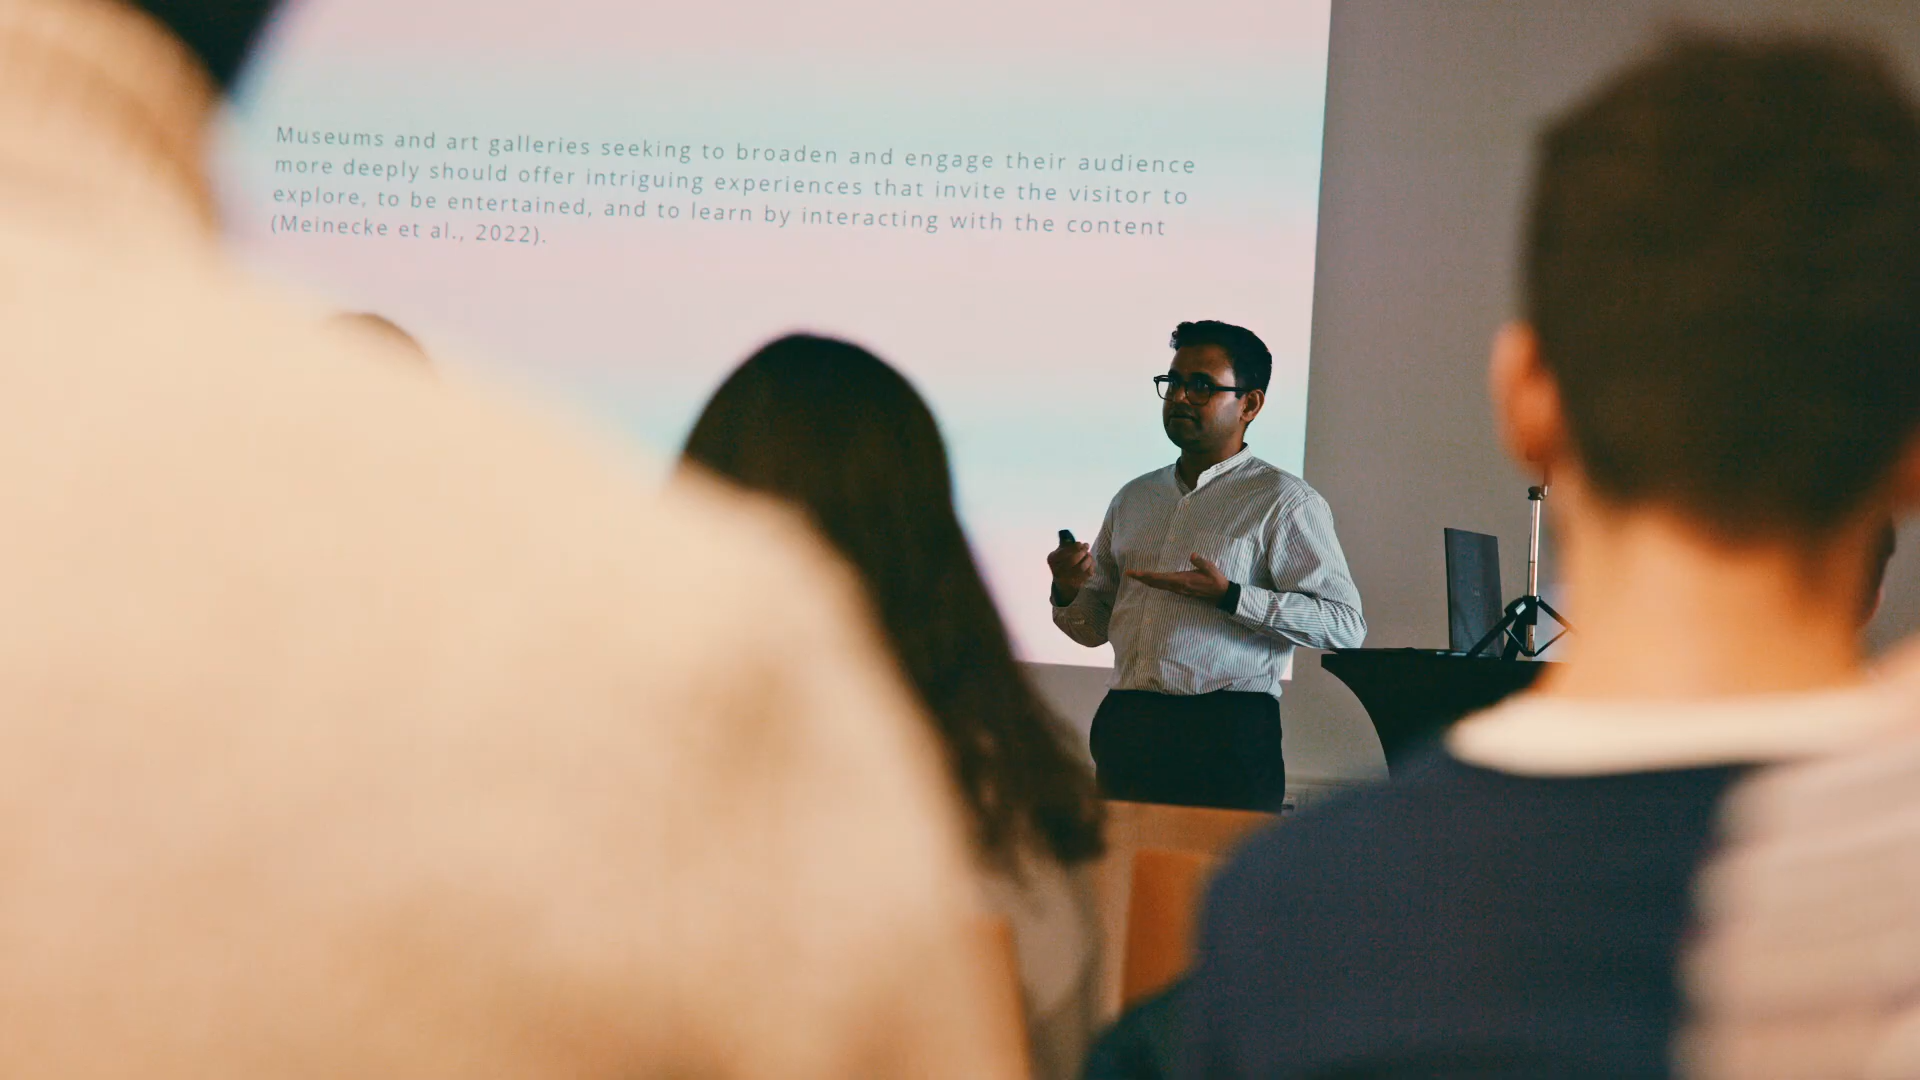 Museums and art galleries seeking to broaden and engage their audience
more deeply should offer intriguing experiences that invite the visitor to
explore, to be entertained, and to learn by interacting with the content
(Meinecke et al., 2022).